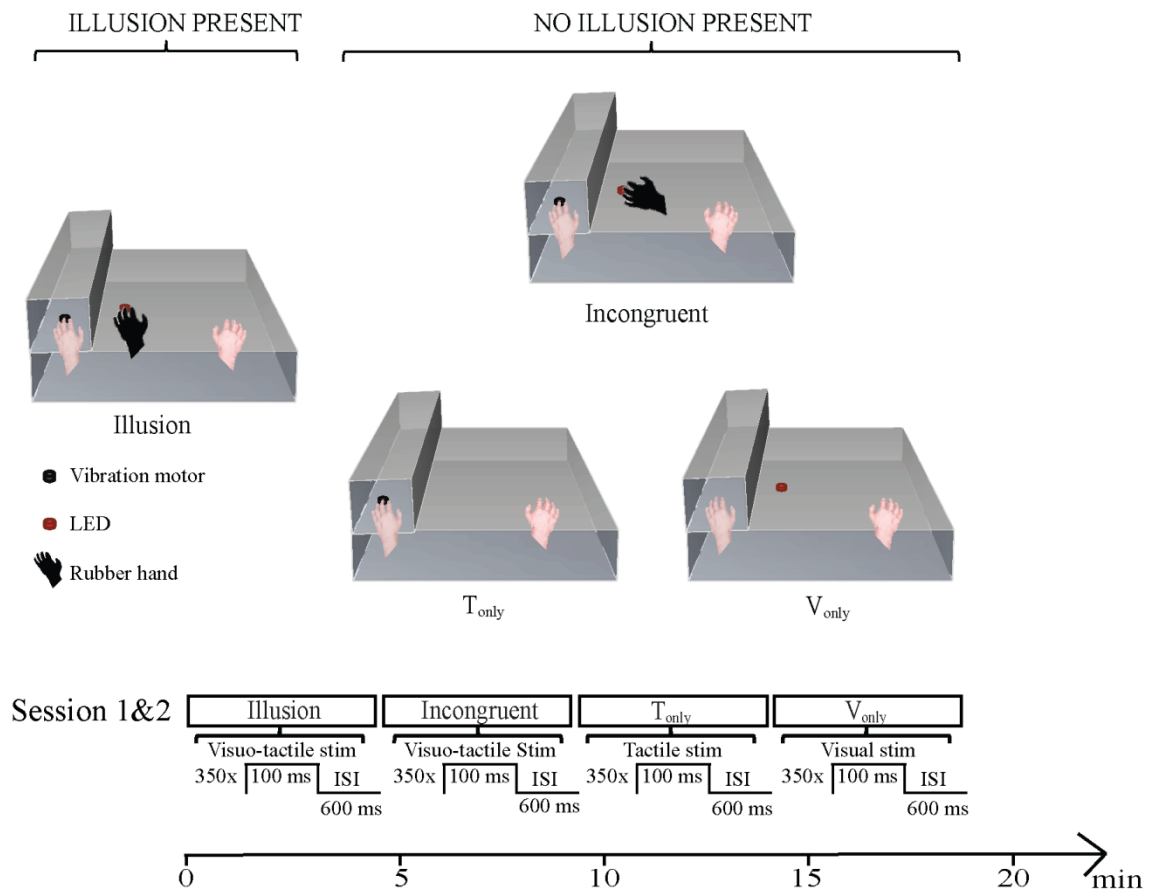 ILLUSION PRESENT
NO ILLUSION PRESENT
Incongruent
Illusion
Vibration motor
LED
Rubber hand
Tonly
Vonly
Session 1&2
Illusion
Incongruent
Tonly
Vonly
Visuo-tactile stim
Visuo-tactile Stim
Tactile stim
Visual stim
350x 100 ms ISI
600 ms
350x 100 ms ISI
600 ms
350x 100 ms ISI
600 ms
350x 100 ms ISI
600 ms
0 5 10 15 20 min